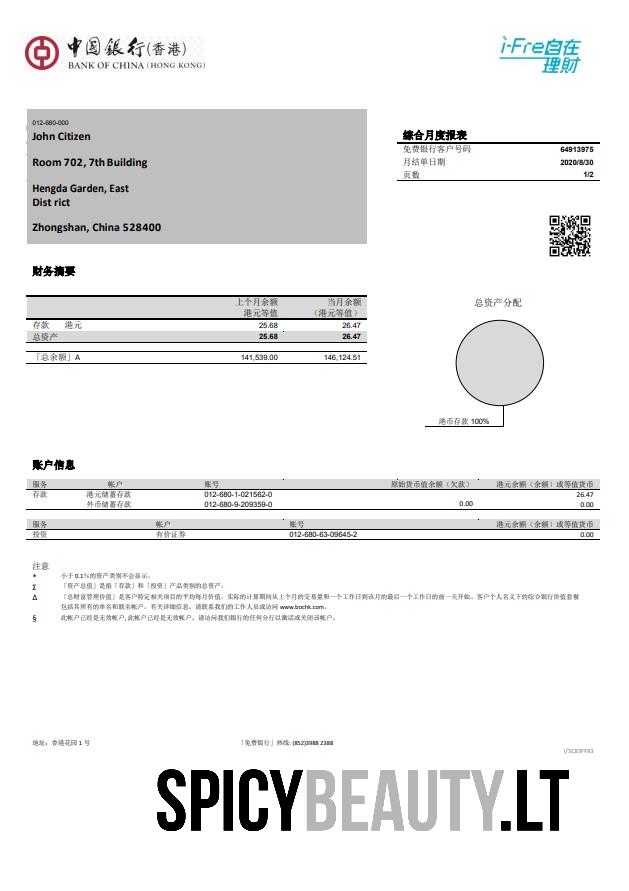 中國銀行(香港)
BANK OF CHINA (HONG KONG)
i-Fre自在
理財
012-680-000
John Citizen
Room 702, 7th Building
Hengda Garden, East
Dist rict
Zhongshan, China 528400
综合月度报表
免费银行客户号码 64913975
月结单日期 2020/8/30
页数 1/2
财务摘要
上个月余额 当月余额
港元等值 （港元等值）
存款 港元 25.68 26.47
总资产 25.68 26.47
「总余额」Δ 141,539.00 146,124.51
总资产分配
港币存款 100%
账户信息
服务 帐户 账号 原始货币值余额（欠款） 港元余额（余额）或等值货币
存款 港元储蓄存款 012-680-1-021562-0 26.47
外币储蓄存款 012-680-9-209359-0 0.00 0.00
服务 帐户 账号 港元余额（余额）或等值货币
投资 有价证券 012-680-63-09645-2 0.00
注意
* 小于 0.1%的资产类别不会显示。
Σ 「资产总值」是指「存款」和「投资」产品类别的总资产。
Δ 「总财富管理价值」是客户特定相关项目的平均每月价值。实际的计算期间从上个月的交易量和一个工作日到该月的最后一个工作日的前一天开始。客户个人名义下的综合银行价值套餐
包括其所有的单名和联名帐户。有关详细信息，请联系我们的工作人员或访问 www.bochk.com。
§ 此帐户已经是无效帐户, 此帐户已经是无效帐户。请访问我们银行的任何分行以激活或关闭该帐户。
地址：香港花园 1 号 「免费银行」热线: (852)3988 2388
SPICYBEAUTY.LT